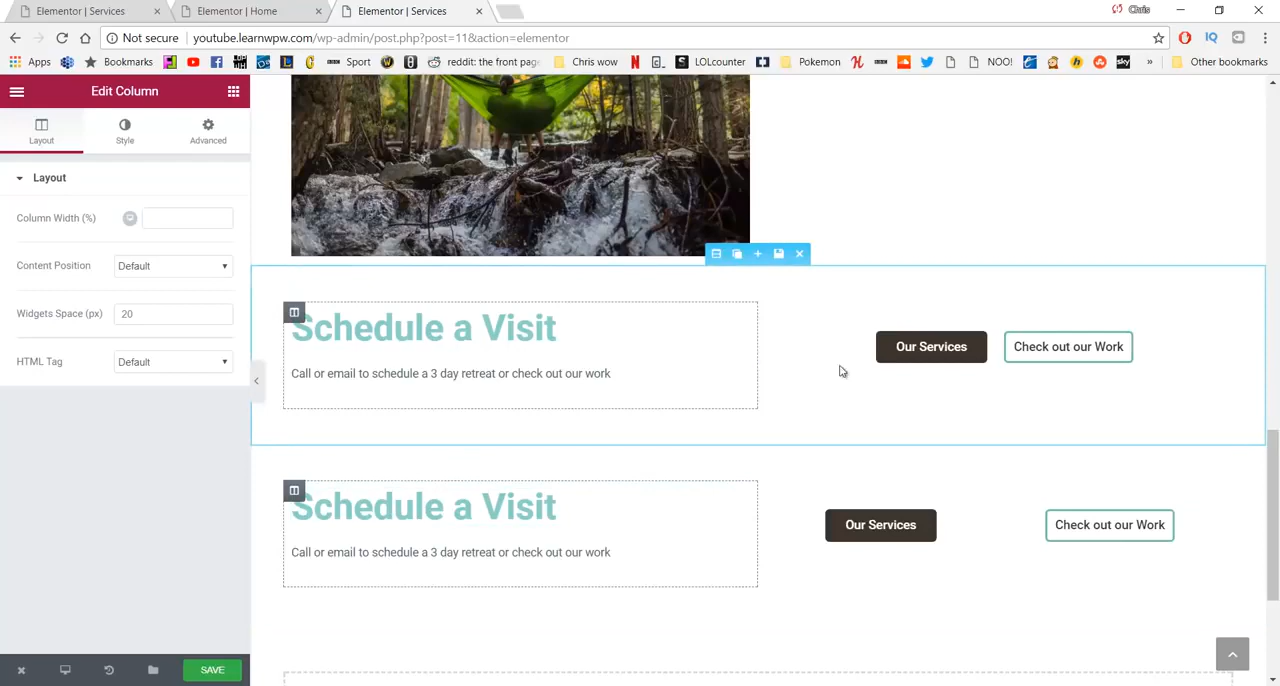 Elementor | Services
Elementor | Home
Elementor | Services
Chris
Not secure
youtube.learnwpw.com/wp-admin/post.php?post=11&action=elementor
Apps
Bookmarks
Sport
reddit: the front page
Chris wow
LOLcounter
Pokemon
NOO!
sky
»
Other bookmarks
Edit Column
Layout
Style
Advanced
Layout
Column Width (%)
Content Position
Default
Widgets Space (px)
20
HTML Tag
Default
SAVE
Schedule a Visit
Call or email to schedule a 3 day retreat or check out our work
Our Services
Check out our Work
Schedule a Visit
Call or email to schedule a 3 day retreat or check out our work
Our Services
Check out our Work